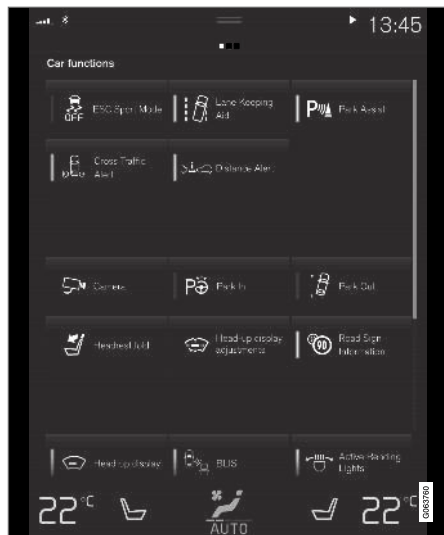 13:45
Car functions
OFF
ESC Sport Mode
Lane Keeping
Aid
P
Park Assist
Cross Traffic
Alert
Distance Alert
Camera
P
Park In
Park Out
Headrest fold
Head-up display
adjustments
90
Road Sign
Information
Head-up display
BLIS
Active Bending
Lights
22°C
AUTO
22°C
G063760